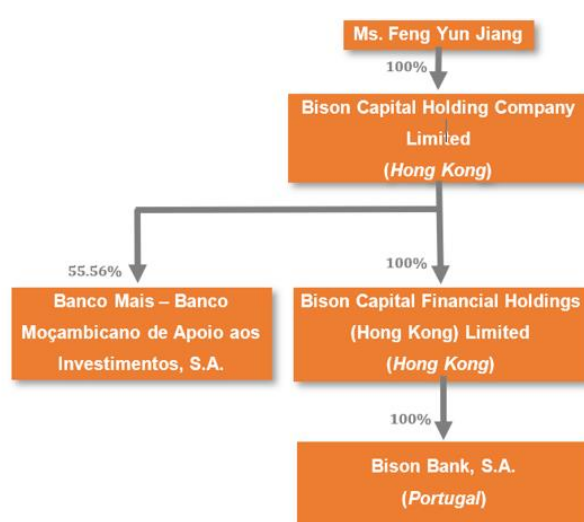 Ms. Feng Yun Jiang
100%
Bison Capital Holding Company
Limited
(Hong Kong)
55.56%
100%
Banco Mais – Banco
Moçambicano de Apoio aos
Investimentos, S.A.
Bison Capital Financial Holdings
(Hong Kong) Limited
(Hong Kong)
100%
Bison Bank, S.A.
(Portugal)